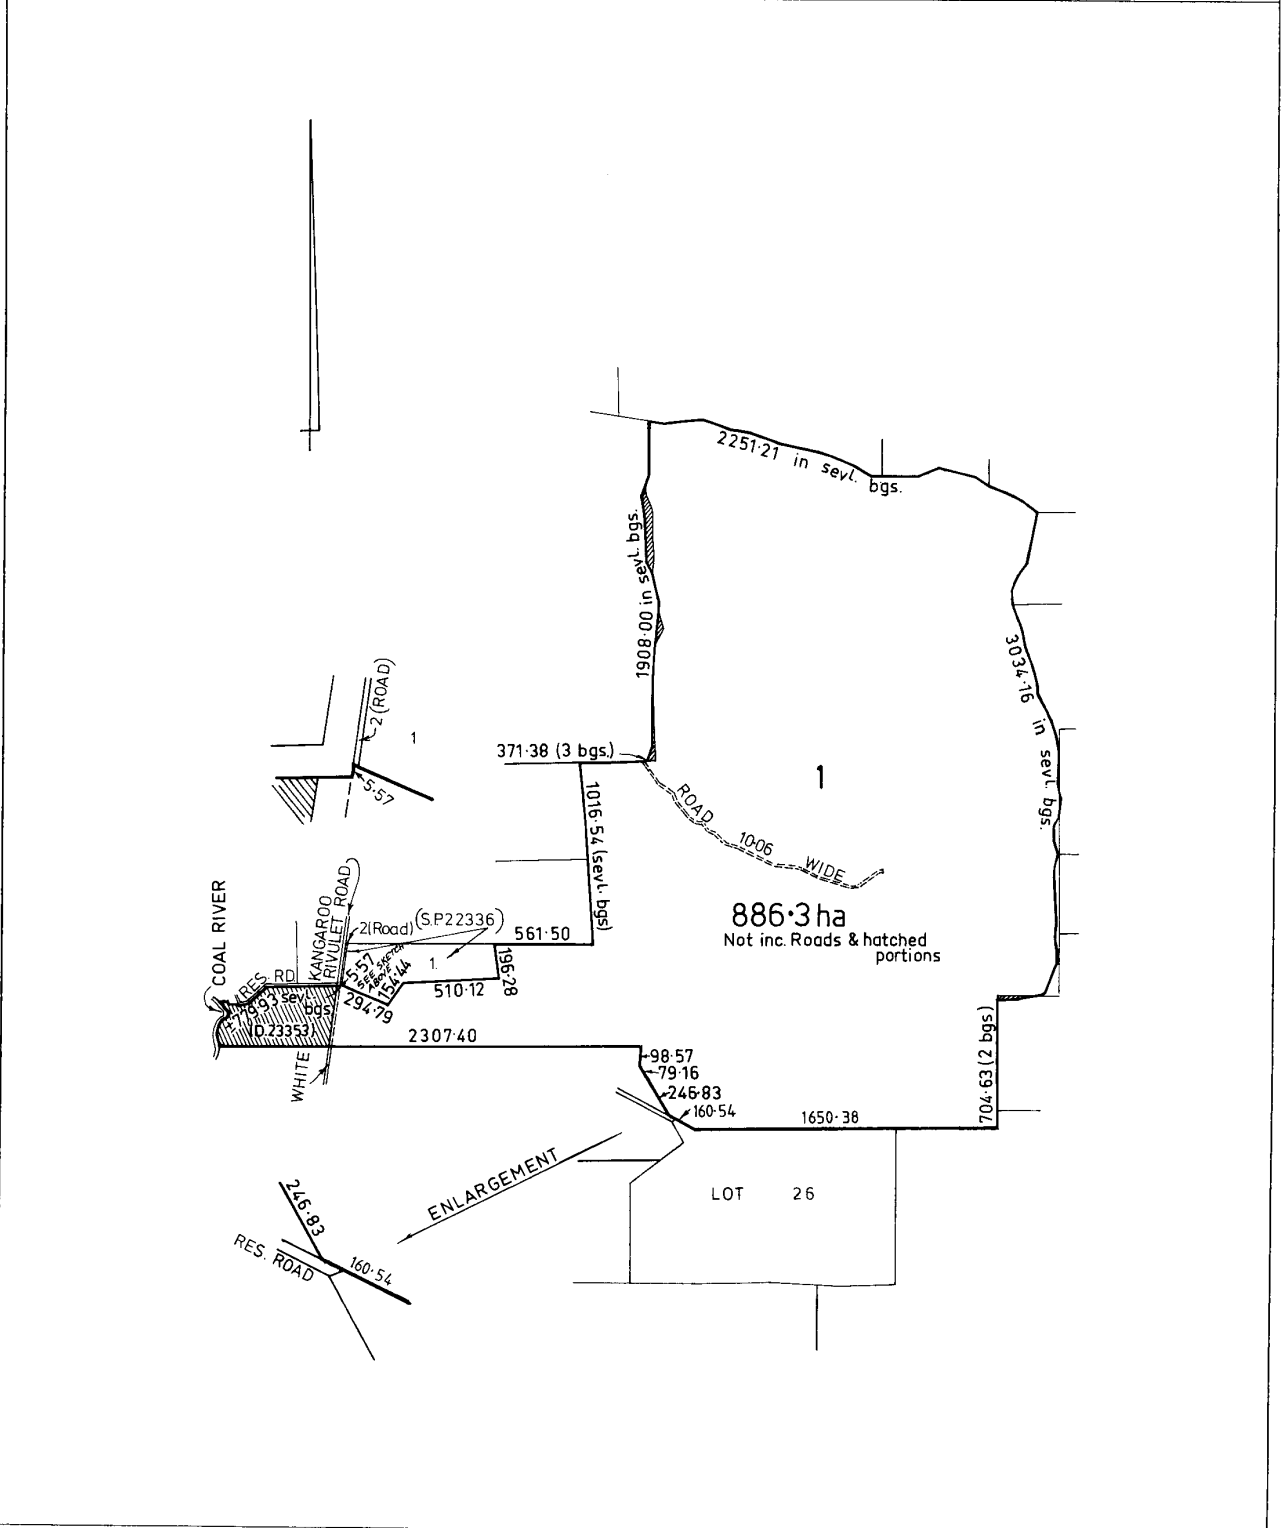 2251·21 in sevl. bgs.
1908·00 in sevl. bgs.
3034·16 in sevl. bgs.
2 (ROAD)
1
5·57
371·38 (3 bgs.)
1
1016·54 (sevl. bgs)
ROAD 10·06 WIDE
886·3 ha
Not inc. Roads & hatched
portions
COAL RIVER
KANGAROO
RIVULET ROAD
2(Road)
(S.P22336)
561·50
RES. RD.
5·57
SEE SKETCH
ABOVE
154·44
1.
196·28
510·12
294·79
+779·93 sevl.
bgs.
(D.23353)
2307·40
WHITE
98·57
79·16
246·83
160·54
1650·38
704·63 (2 bgs)
ENLARGEMENT
LOT 26
246·83
RES. ROAD
160·54